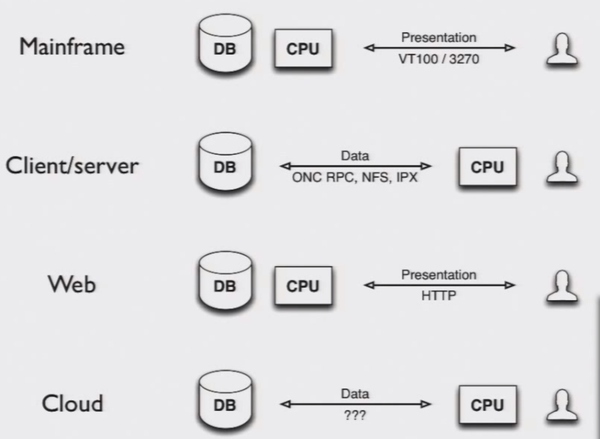 Mainframe
DB
CPU
Presentation
VT100 / 3270
Client/server
DB
Data
ONC RPC, NFS, IPX
CPU
Web
DB
CPU
Presentation
HTTP
Cloud
DB
Data
???
CPU